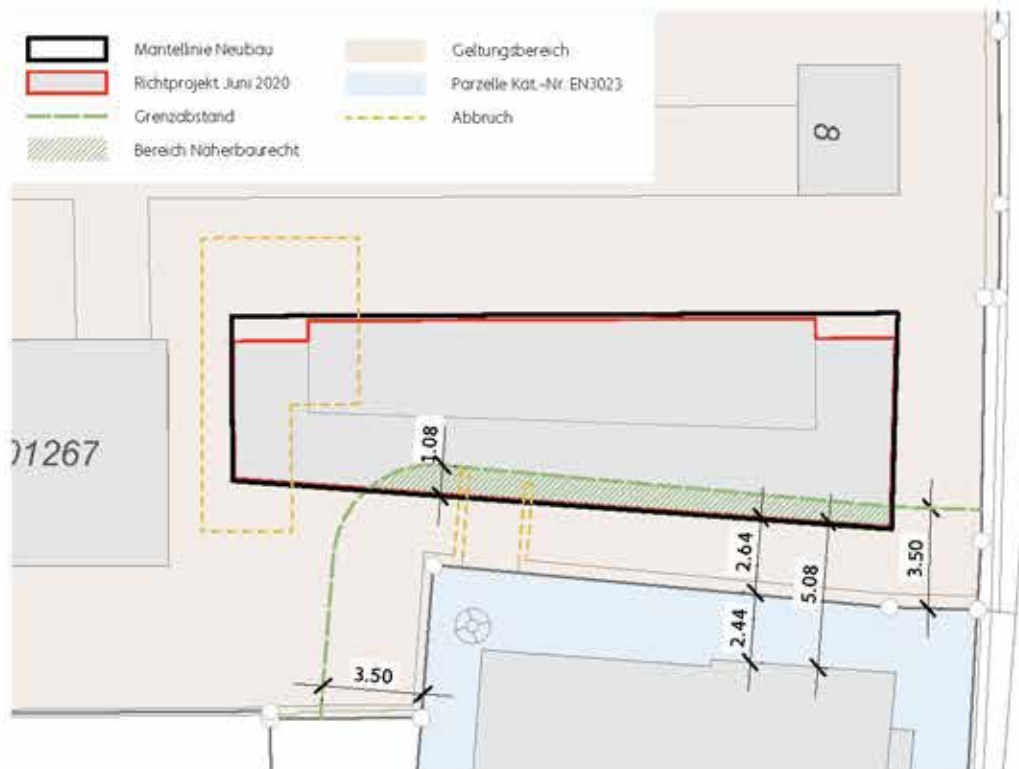 Mantellinie Neubau
Richtprojekt Juni 2020
Grenzabstand
Bereich Näherbaurecht
Geltungsbereich
Parzelle Kat.-Nr. EN3023
Abbruch
8
01267
1.08
2.64
5.08
3.50
2.44
3.50